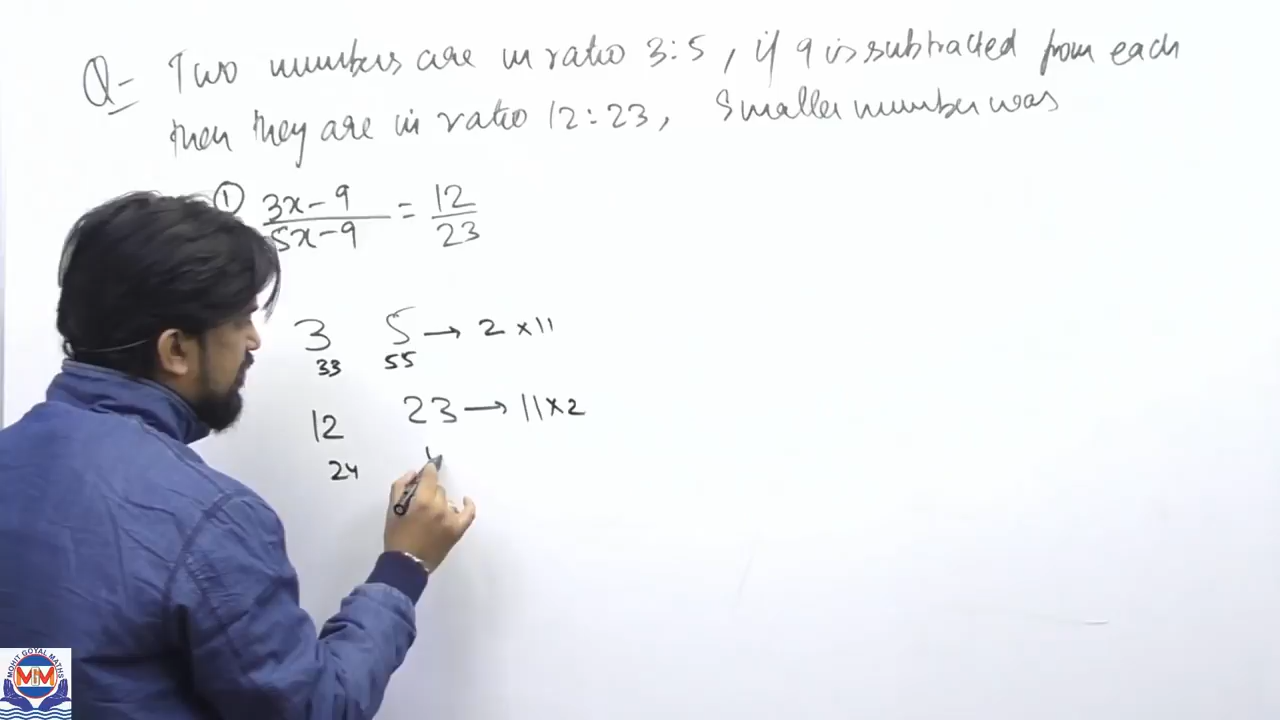 Q- Two numbers are in ratio 3:5, if 9 is subtracted from each
then they are in ratio 12:23, Smaller number was
① 3x-9 / 5x-9 = 12 / 23
3 5 → 2 ×11
33 55
12 23 → 11×2
24
MOHIT GOYAL MATHS
MM